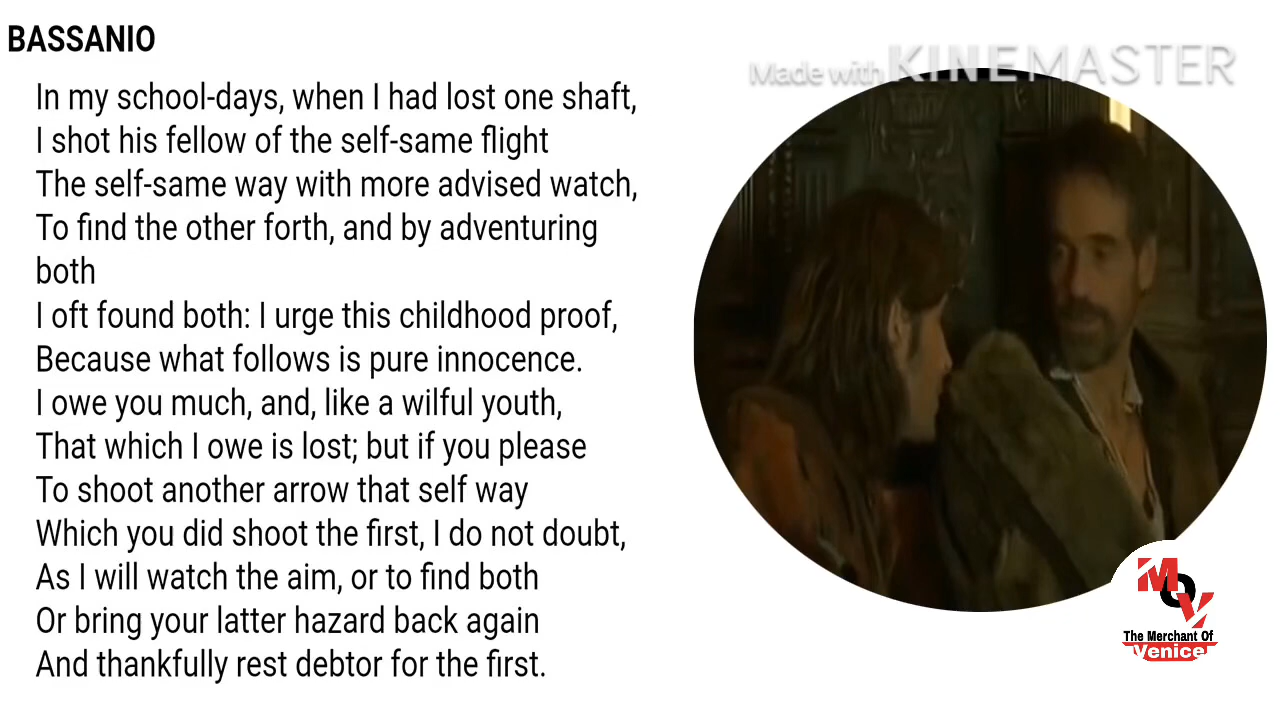 BASSANIO
In my school-days, when I had lost one shaft,
I shot his fellow of the self-same flight
The self-same way with more advised watch,
To find the other forth, and by adventuring
both
I oft found both: I urge this childhood proof,
Because what follows is pure innocence.
I owe you much, and, like a wilful youth,
That which I owe is lost; but if you please
To shoot another arrow that self way
Which you did shoot the first, I do not doubt,
As I will watch the aim, or to find both
Or bring your latter hazard back again
And thankfully rest debtor for the first.
Made with KINEMASTER
MOV
The Merchant Of
Venice